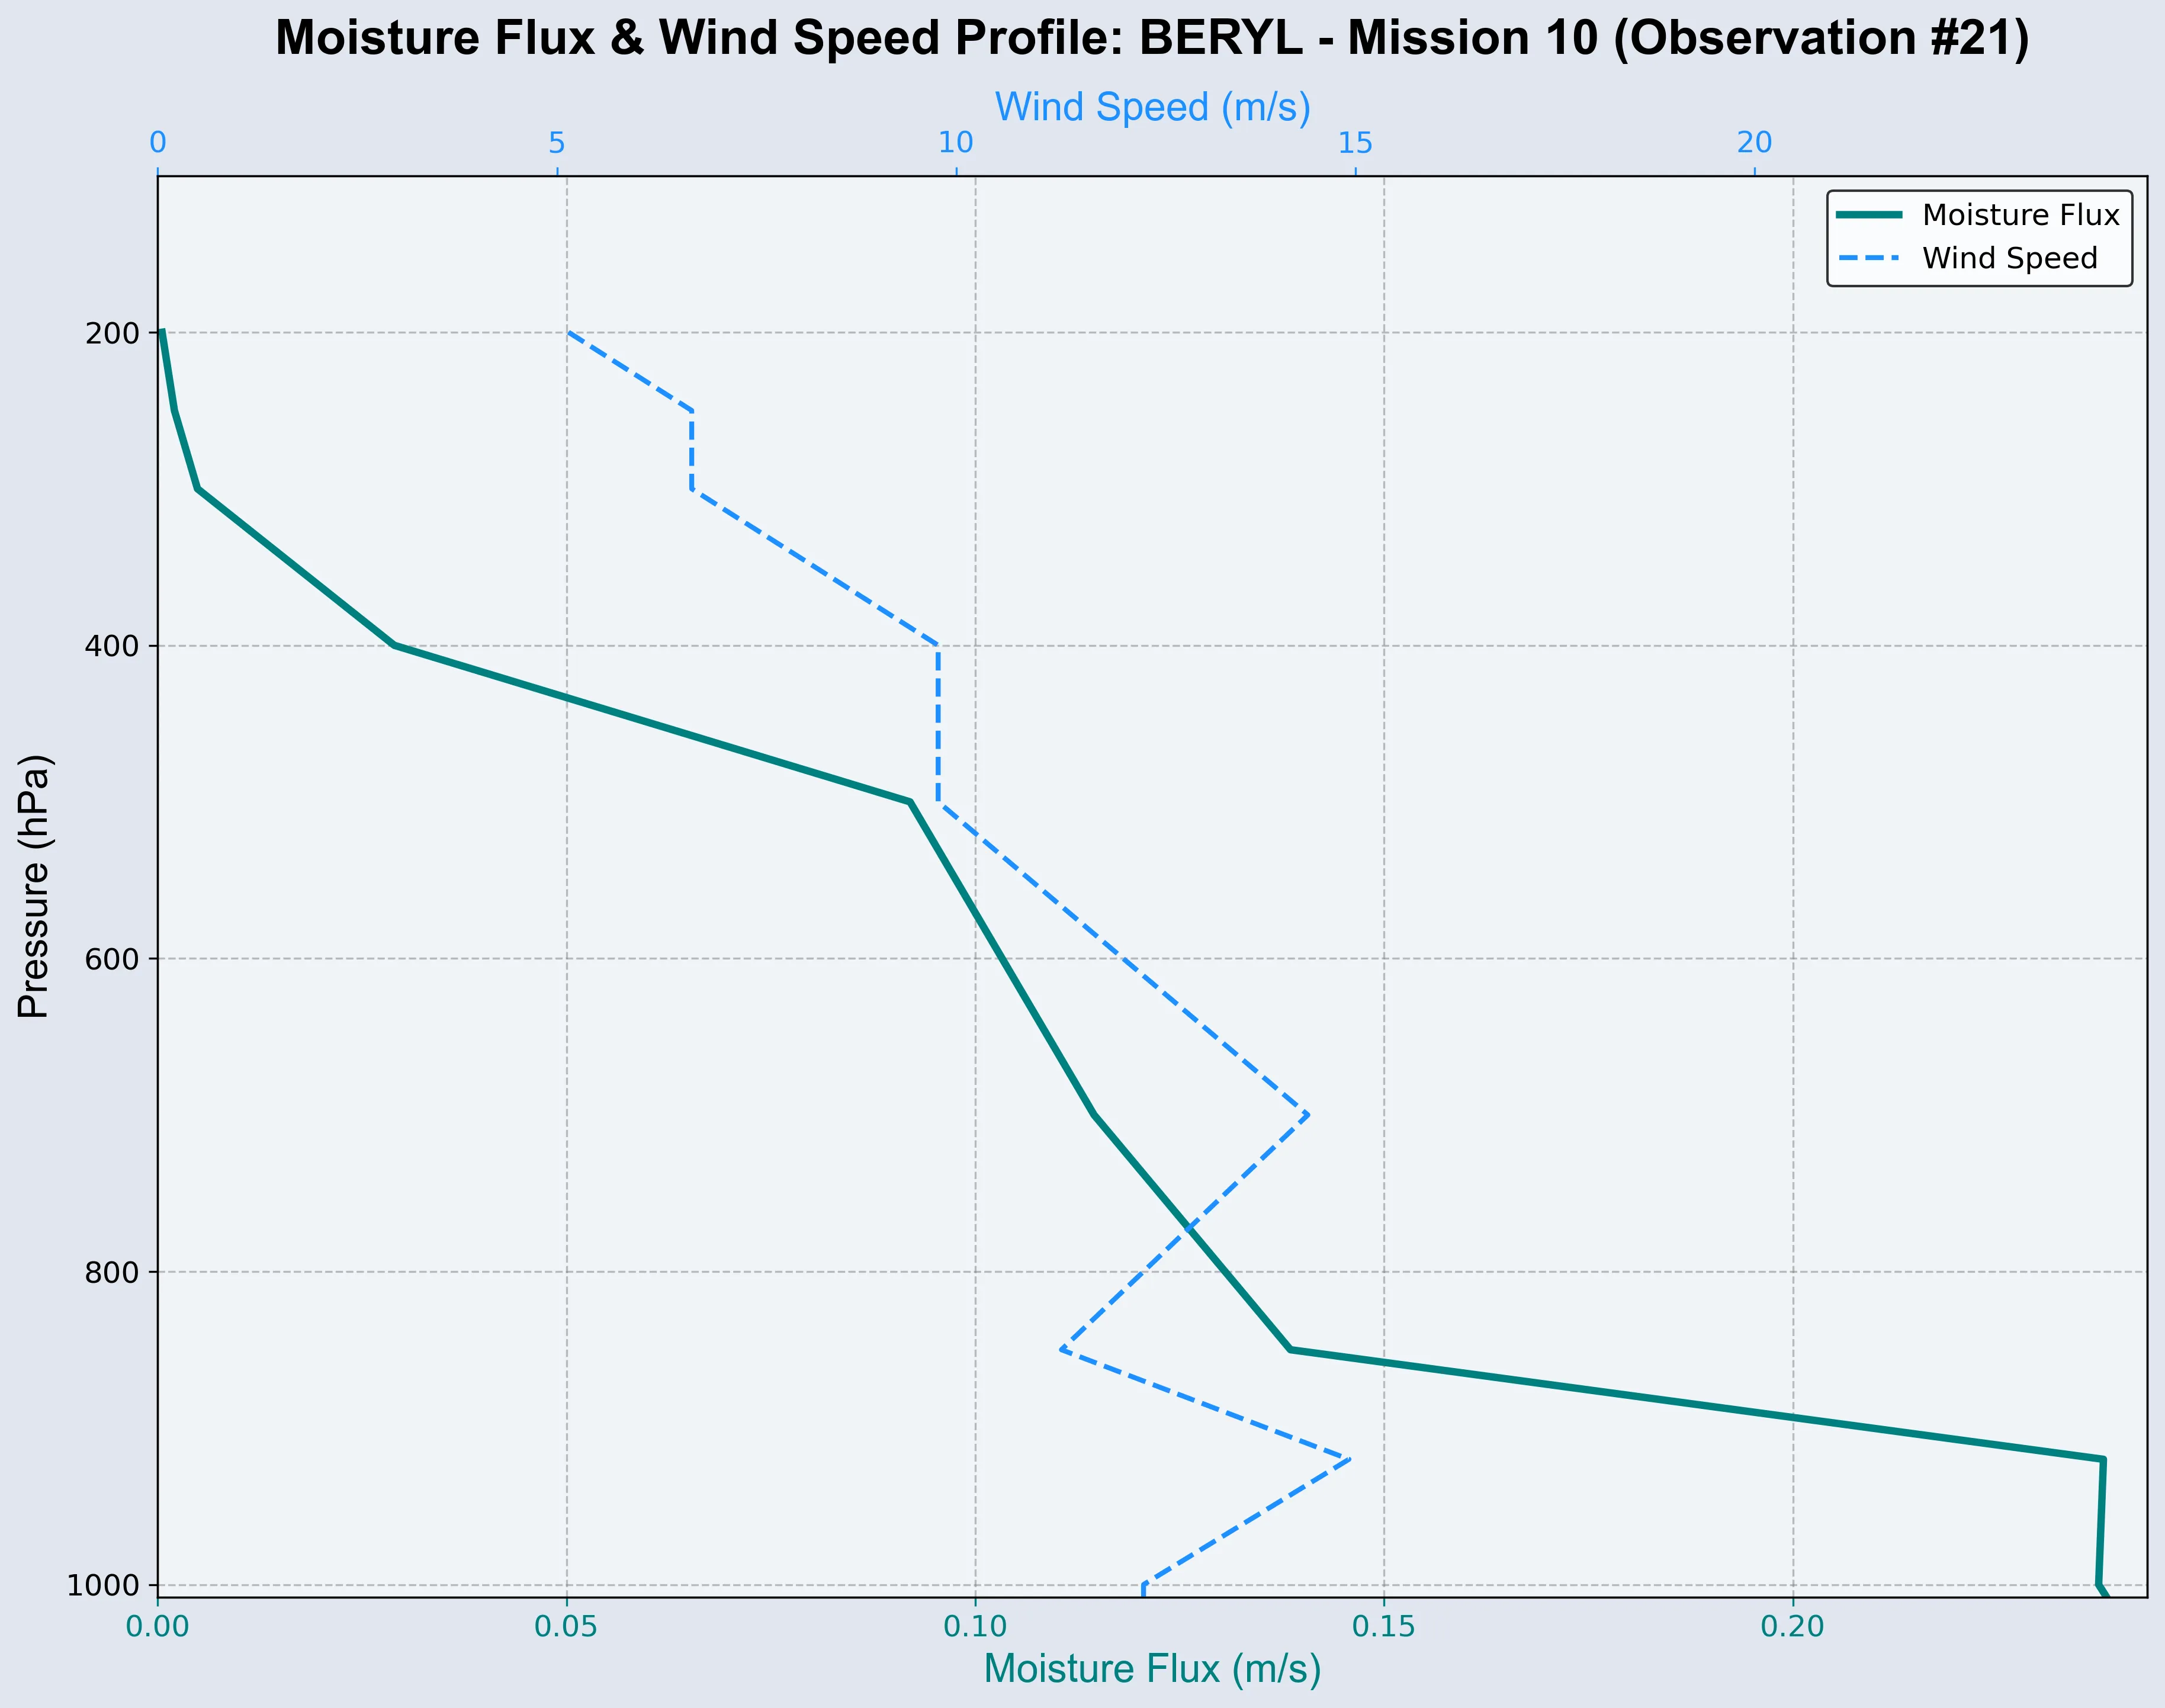 Moisture Flux & Wind Speed Profile: BERYL - Mission 10 (Observation #21)
Wind Speed (m/s)
0 5 10 15 20
Moisture Flux
Wind Speed
200
400
600
800
1000
Pressure (hPa)
0.00 0.05 0.10 0.15 0.20
Moisture Flux (m/s)